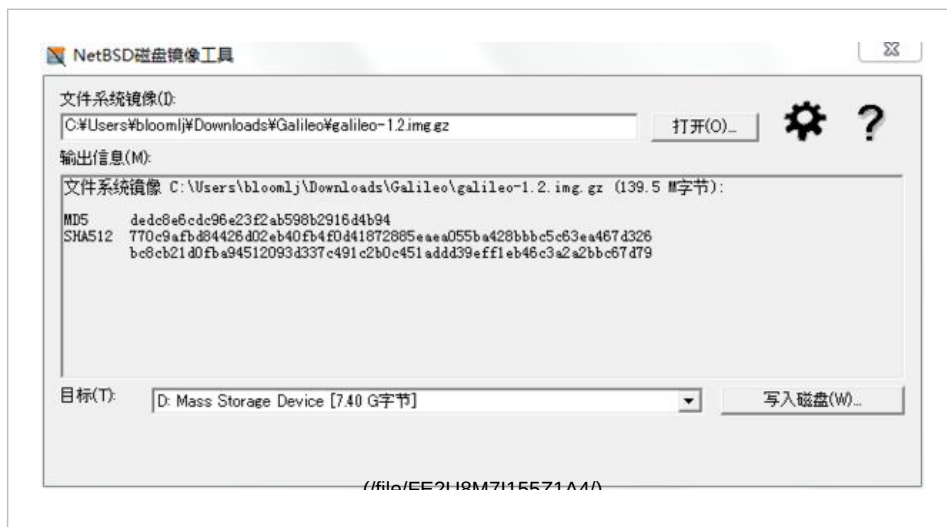 NetBSD磁盘镜像工具
文件系统镜像(I):
C:¥Users¥bloomlj¥Downloads¥Galileo¥galileo-1.2.img.gz
打开(O)...
输出信息(M):
文件系统镜像 C:\Users\bloomlj\Downloads\Galileo\galileo-1.2.img.gz (139.5 M字节):
MD5 dedc8e6cdc96e23f2ab598b2916d4b94
SHA512 770c9afbd84426d02eb40fb4f0d41872885eaea055ba428bbbc5c63ea467d326
bc8cb21d0fba94512093d337c491c2b0c451addd39eff1eb46c3a2a2bbc67d79
目标(T):
D: Mass Storage Device [7.40 G字节]
写入磁盘(W)...
(/file/FE2U8M7I155Z1A4/)